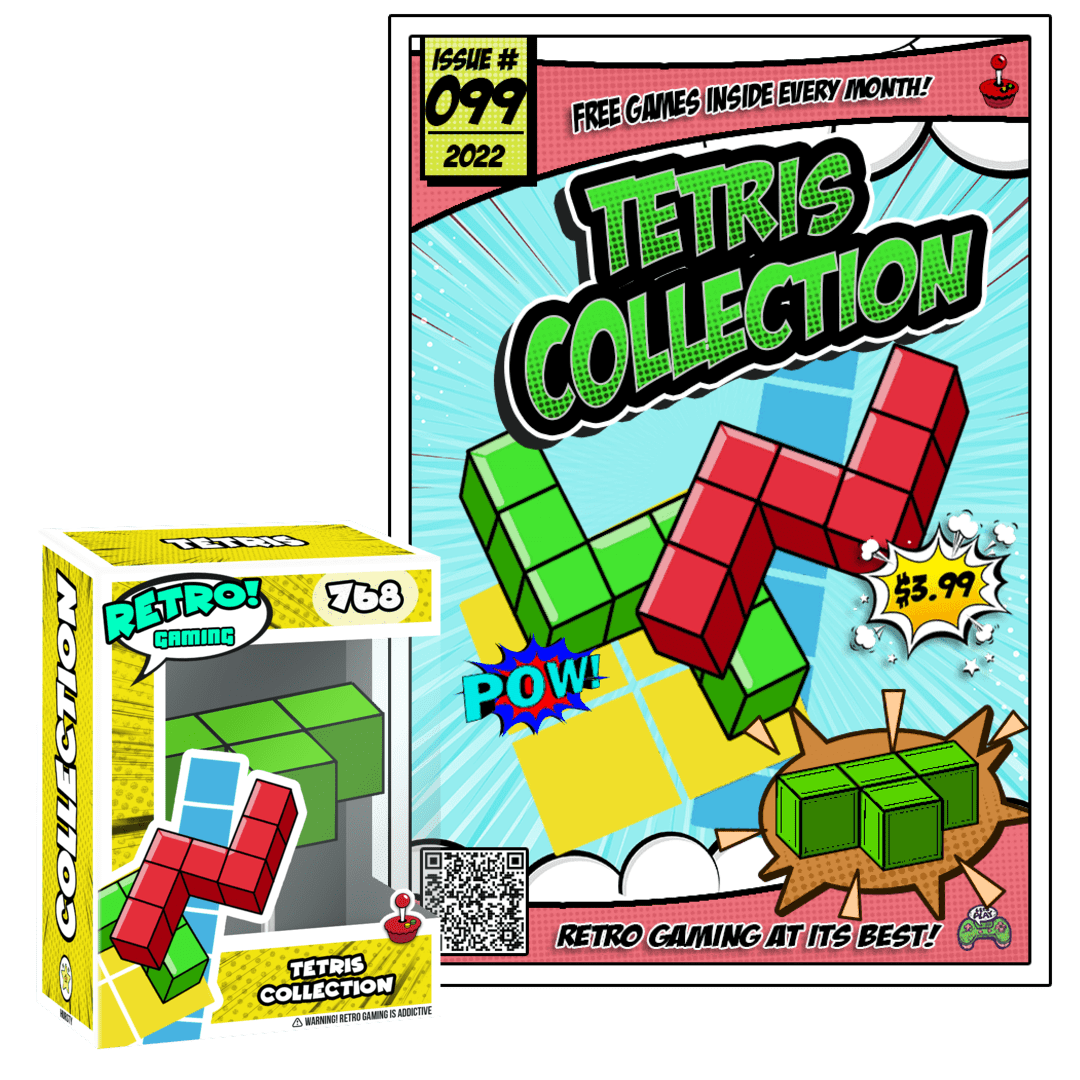 ISSUE #
099
2022
FREE GAMES INSIDE EVERY MONTH!
TETRIS
COLLECTION
$3.99
POW!
RETRO GAMING AT ITS BEST!
PLAY
TETRIS
COLLECTION
RETRO!
GAMING
768
TETRIS
COLLECTION
WARNING! RETRO GAMING IS ADDICTIVE